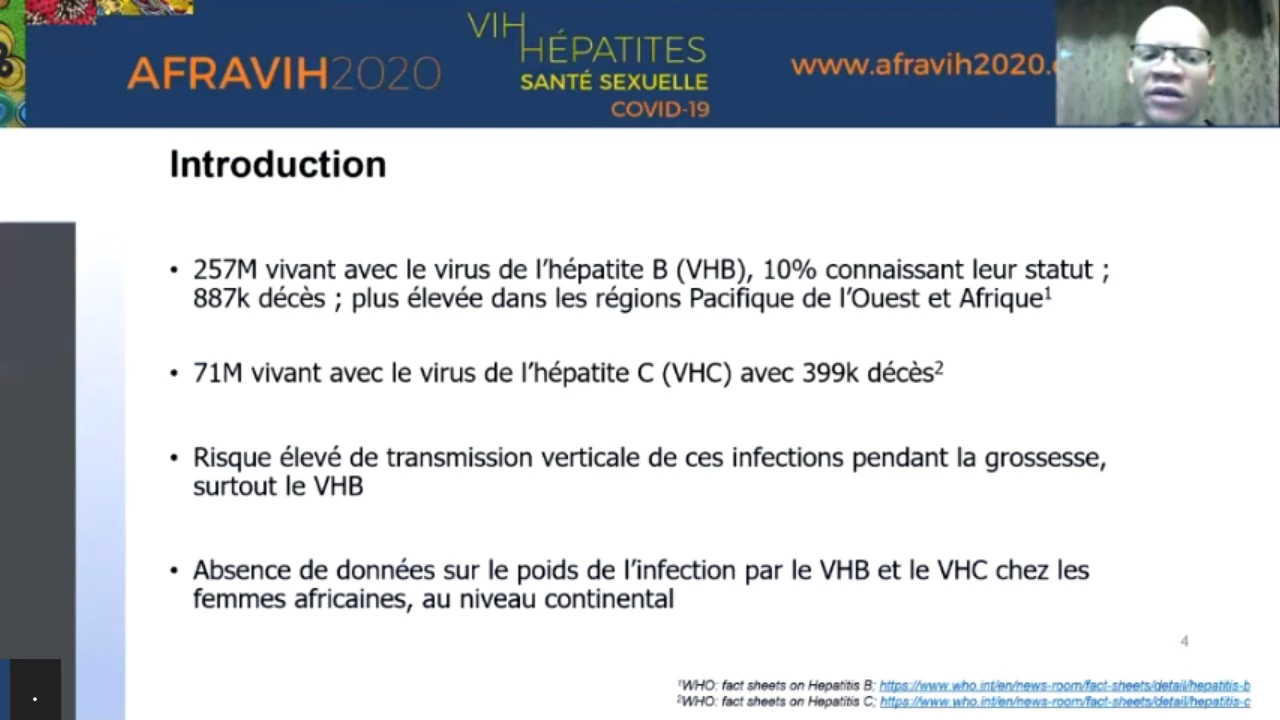 AFRAVIH2020
VIH
HÉPATITES
SANTÉ SEXUELLE
COVID-19
www.afravih2020.
Introduction
• 257M vivant avec le virus de l'hépatite B (VHB), 10% connaissant leur statut ;
887k décès ; plus élevée dans les régions Pacifique de l'Ouest et Afrique¹
• 71M vivant avec le virus de l'hépatite C (VHC) avec 399k décès²
• Risque élevé de transmission verticale de ces infections pendant la grossesse,
surtout le VHB
• Absence de données sur le poids de l'infection par le VHB et le VHC chez les
femmes africaines, au niveau continental
4
¹WHO: fact sheets on Hepatitis B; https://www.who.int/en/news-room/fact-sheets/detail/hepatitis-b
²WHO: fact sheets on Hepatitis C; https://www.who.int/en/news-room/fact-sheets/detail/hepatitis-c